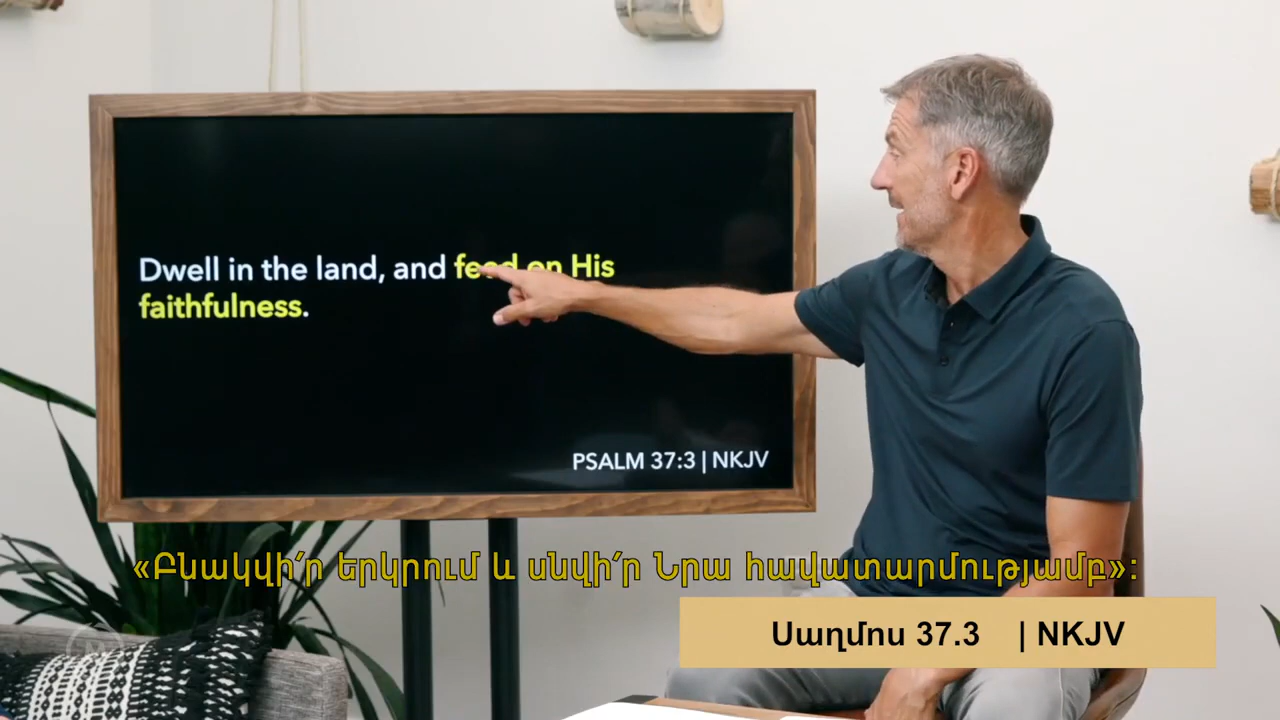 Dwell in the land, and feed on His
faithfulness.
PSALM 37:3 | NKJV
«Բնակվի՛ր երկրում և սնվի՛ր Նրա հավատարմությամբ»:
Սաղմոս 37.3 | NKJV